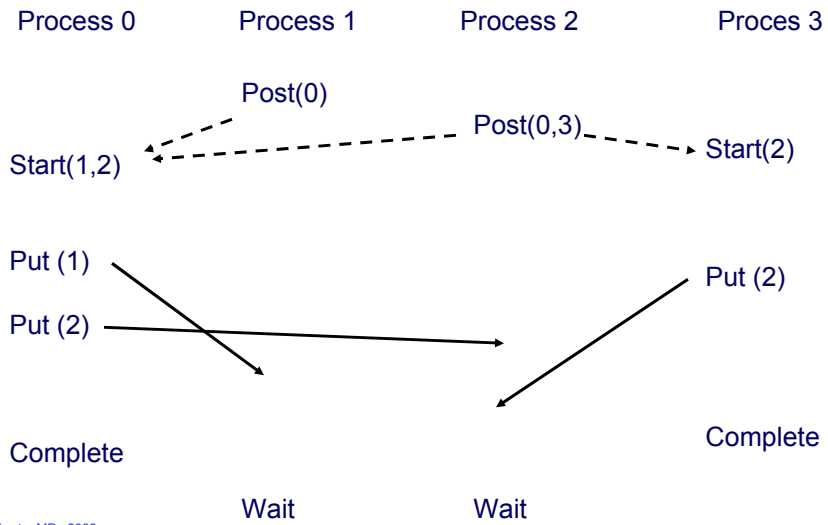 Process 0 Process 1 Process 2 Proces 3
Post(0)
Post(0,3)
Start(1,2) Start(2)
Put (1) Put (2)
Put (2)
Complete Complete
Wait Wait